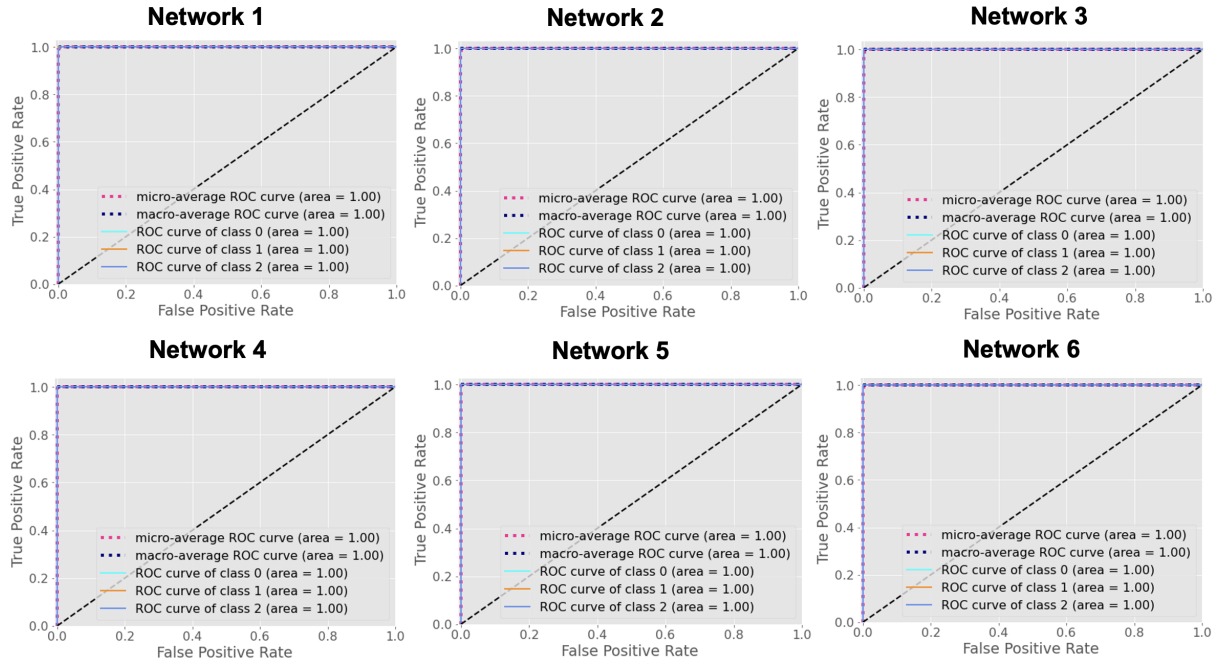 Network 1
1.0
0.8
0.6
0.4
0.2
0.0
True Positive Rate
micro-average ROC curve (area = 1.00)
macro-average ROC curve (area = 1.00)
ROC curve of class 0 (area = 1.00)
ROC curve of class 1 (area = 1.00)
ROC curve of class 2 (area = 1.00)
0.0 0.2 0.4 0.6 0.8 1.0
False Positive Rate
Network 2
1.0
0.8
0.6
0.4
0.2
0.0
True Positive Rate
micro-average ROC curve (area = 1.00)
macro-average ROC curve (area = 1.00)
ROC curve of class 0 (area = 1.00)
ROC curve of class 1 (area = 1.00)
ROC curve of class 2 (area = 1.00)
0.0 0.2 0.4 0.6 0.8 1.0
False Positive Rate
Network 3
1.0
0.8
0.6
0.4
0.2
0.0
True Positive Rate
micro-average ROC curve (area = 1.00)
macro-average ROC curve (area = 1.00)
ROC curve of class 0 (area = 1.00)
ROC curve of class 1 (area = 1.00)
ROC curve of class 2 (area = 1.00)
0.0 0.2 0.4 0.6 0.8 1.0
False Positive Rate
Network 4
1.0
0.8
0.6
0.4
0.2
0.0
True Positive Rate
micro-average ROC curve (area = 1.00)
macro-average ROC curve (area = 1.00)
ROC curve of class 0 (area = 1.00)
ROC curve of class 1 (area = 1.00)
ROC curve of class 2 (area = 1.00)
0.0 0.2 0.4 0.6 0.8 1.0
False Positive Rate
Network 5
1.0
0.8
0.6
0.4
0.2
0.0
True Positive Rate
micro-average ROC curve (area = 1.00)
macro-average ROC curve (area = 1.00)
ROC curve of class 0 (area = 1.00)
ROC curve of class 1 (area = 1.00)
ROC curve of class 2 (area = 1.00)
0.0 0.2 0.4 0.6 0.8 1.0
False Positive Rate
Network 6
1.0
0.8
0.6
0.4
0.2
0.0
True Positive Rate
micro-average ROC curve (area = 1.00)
macro-average ROC curve (area = 1.00)
ROC curve of class 0 (area = 1.00)
ROC curve of class 1 (area = 1.00)
ROC curve of class 2 (area = 1.00)
0.0 0.2 0.4 0.6 0.8 1.0
False Positive Rate